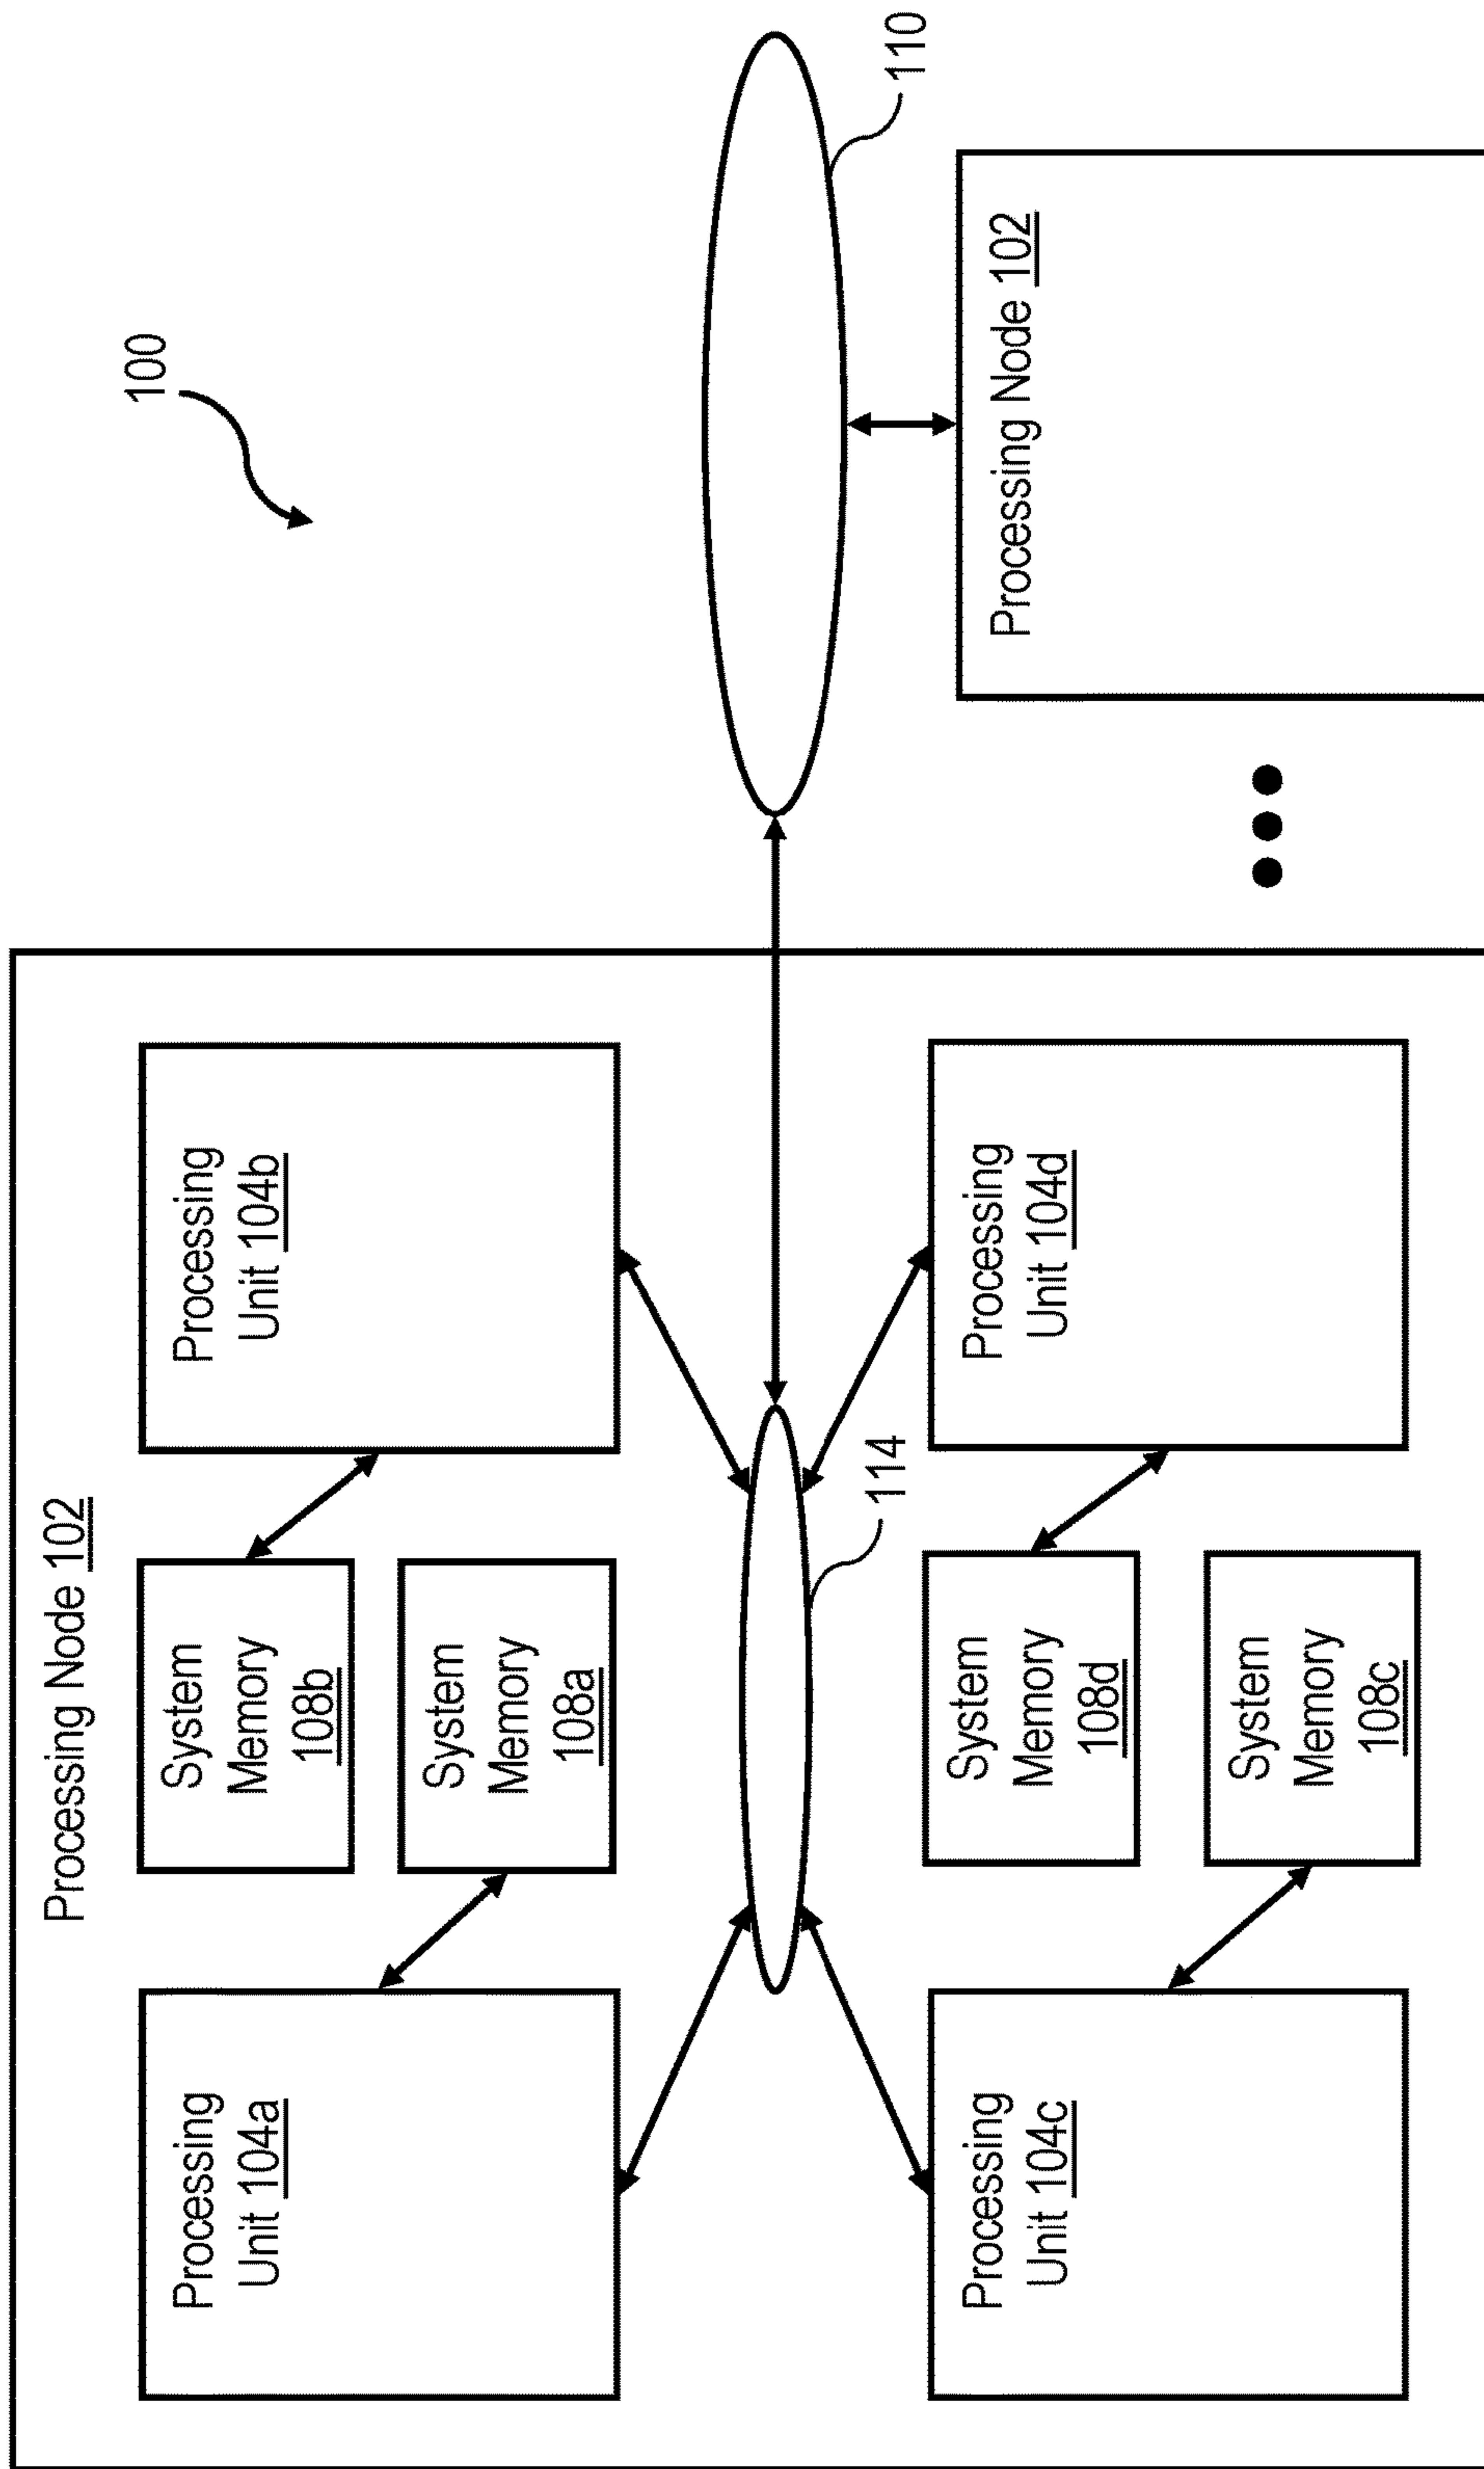 100
Processing Node 102
Processing
Unit 104a
System
Memory
108b
System
Memory
108a
Processing
Unit 104b
114
110
Processing
Unit 104c
System
Memory
108d
System
Memory
108c
Processing
Unit 104d
Processing Node 102